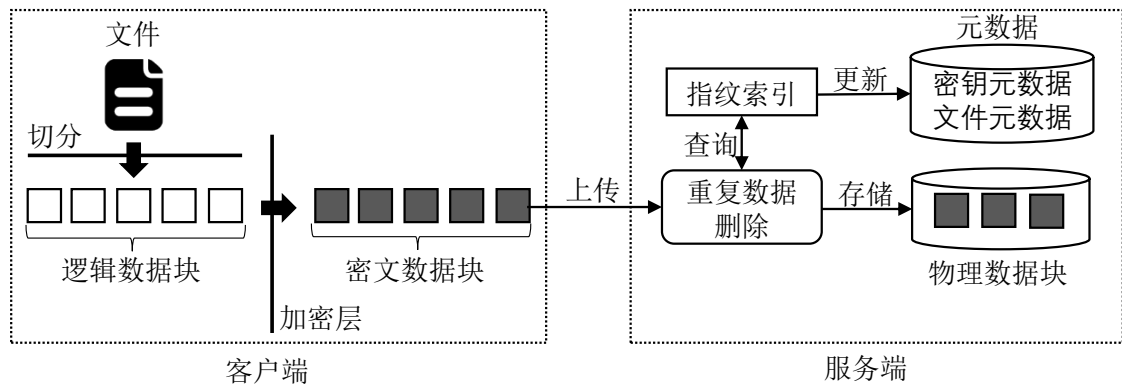 文件
切分
逻辑数据块
加密层
密文数据块
客户端
上传
元数据
指纹索引
更新
密钥元数据
文件元数据
查询
重复数据
删除
存储
物理数据块
服务端